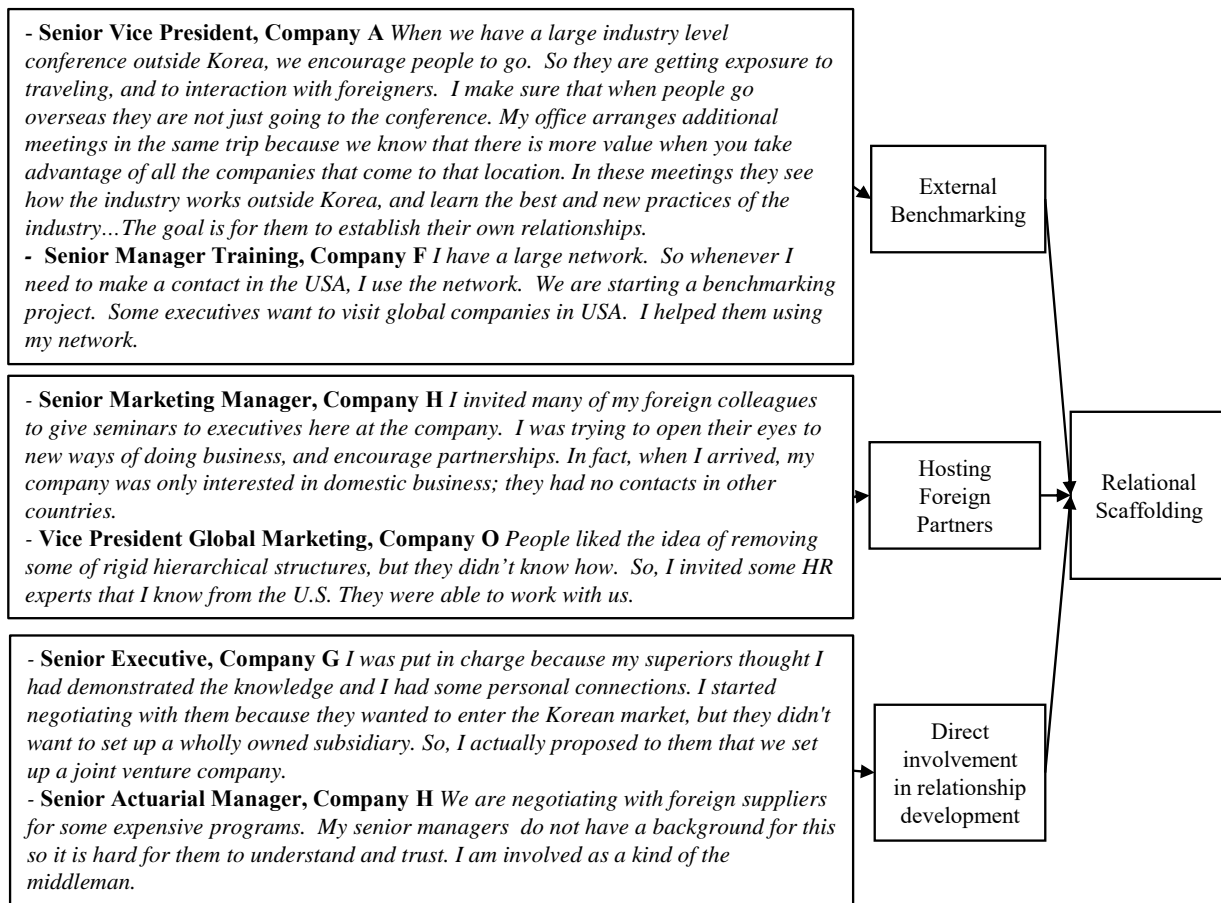 - Senior Vice President, Company A When we have a large industry level
conference outside Korea, we encourage people to go.  So they are getting exposure to
traveling, and to interaction with foreigners.  I make sure that when people go
overseas they are not just going to the conference. My office arranges additional
meetings in the same trip because we know that there is more value when you take
advantage of all the companies that come to that location. In these meetings they see
how the industry works outside Korea, and learn the best and new practices of the
industry…The goal is for them to establish their own relationships.
- Senior Manager Training, Company F I have a large network.  So whenever I
need to make a contact in the USA, I use the network.  We are starting a benchmarking
project.  Some executives want to visit global companies in USA.  I helped them using
my network.
External
Benchmarking
- Senior Marketing Manager, Company H I invited many of my foreign colleagues
to give seminars to executives here at the company.  I was trying to open their eyes to
new ways of doing business, and encourage partnerships. In fact, when I arrived, my
company was only interested in domestic business; they had no contacts in other
countries.
- Vice President Global Marketing, Company O People liked the idea of removing
some of rigid hierarchical structures, but they didn’t know how.  So, I invited some HR
experts that I know from the U.S. They were able to work with us.
Hosting
Foreign
Partners
Relational
Scaffolding
- Senior Executive, Company G I was put in charge because my superiors thought I
had demonstrated the knowledge and I had some personal connections. I started
negotiating with them because they wanted to enter the Korean market, but they didn't
want to set up a wholly owned subsidiary. So, I actually proposed to them that we set
up a joint venture company.
- Senior Actuarial Manager, Company H We are negotiating with foreign suppliers
for some expensive programs.  My senior managers  do not have a background for this
so it is hard for them to understand and trust. I am involved as a kind of the
middleman.
Direct
involvement
in relationship
development